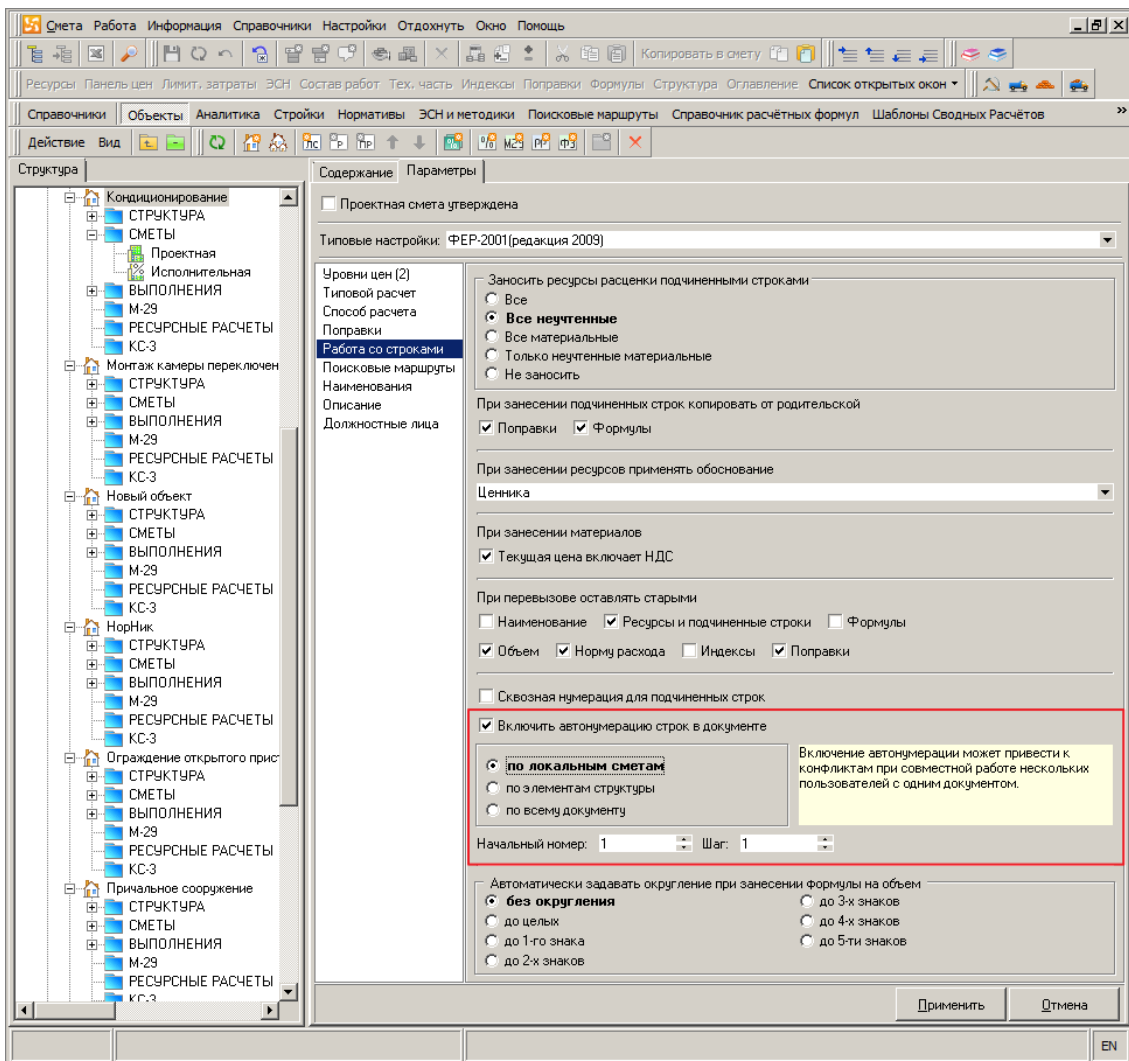 Смета Работа Информация Справочники Настройки Отдохнуть Окно Помощь
Копировать в смету
Ресурсы Панель цен Лимит. затраты ЭСН Состав работ Тех. часть Индексы Поправки Формулы Структура Оглавление Список открытых окон
Справочники Объекты Аналитика Стройки Нормативы ЭСН и методики Поисковые маршруты Справочник расчётных формул Шаблоны Сводных Расчётов »
Действие Вид
Структура
Кондиционирование
СТРУКТУРА
СМЕТЫ
Проектная
Исполнительная
ВЫПОЛНЕНИЯ
М-29
РЕСУРСНЫЕ РАСЧЕТЫ
КС-3
Монтаж камеры переключен
СТРУКТУРА
СМЕТЫ
ВЫПОЛНЕНИЯ
М-29
РЕСУРСНЫЕ РАСЧЕТЫ
КС-3
Новый объект
СТРУКТУРА
СМЕТЫ
ВЫПОЛНЕНИЯ
М-29
РЕСУРСНЫЕ РАСЧЕТЫ
КС-3
НорНик
СТРУКТУРА
СМЕТЫ
ВЫПОЛНЕНИЯ
М-29
РЕСУРСНЫЕ РАСЧЕТЫ
КС-3
Ограждение открытого прис
СТРУКТУРА
СМЕТЫ
ВЫПОЛНЕНИЯ
М-29
РЕСУРСНЫЕ РАСЧЕТЫ
КС-3
Причальное сооружение
СТРУКТУРА
СМЕТЫ
ВЫПОЛНЕНИЯ
М-29
РЕСУРСНЫЕ РАСЧЕТЫ
КС-3
Содержание Параметры
Проектная смета утверждена
Типовые настройки: ФЕР-2001(редакция 2009)
Уровни цен (2)
Типовой расчет
Способ расчета
Поправки
Работа со строками
Поисковые маршруты
Наименования
Описание
Должностные лица
Заносить ресурсы расценки подчиненными строками
Все
Все неучтенные
Все материальные
Только неучтенные материальные
Не заносить
При занесении подчиненных строк копировать от родительской
Поправки Формулы
При занесении ресурсов применять обоснование
Ценника
При занесении материалов
Текущая цена включает НДС
При перевызове оставлять старыми
Наименование Ресурсы и подчиненные строки Формулы
Объем Норму расхода Индексы Поправки
Сквозная нумерация для подчиненных строк
Включить автонумерацию строк в документе
по локальным сметам
по элементам структуры
по всему документу
Включение автонумерации может привести к
конфликтам при совместной работе нескольких
пользователей с одним документом.
Начальный номер: 1 Шаг: 1
Автоматически задавать округление при занесении формулы на объем
без округления
до целых
до 1-го знака
до 2-х знаков
до 3-х знаков
до 4-х знаков
до 5-ти знаков
Применить Отмена
EN